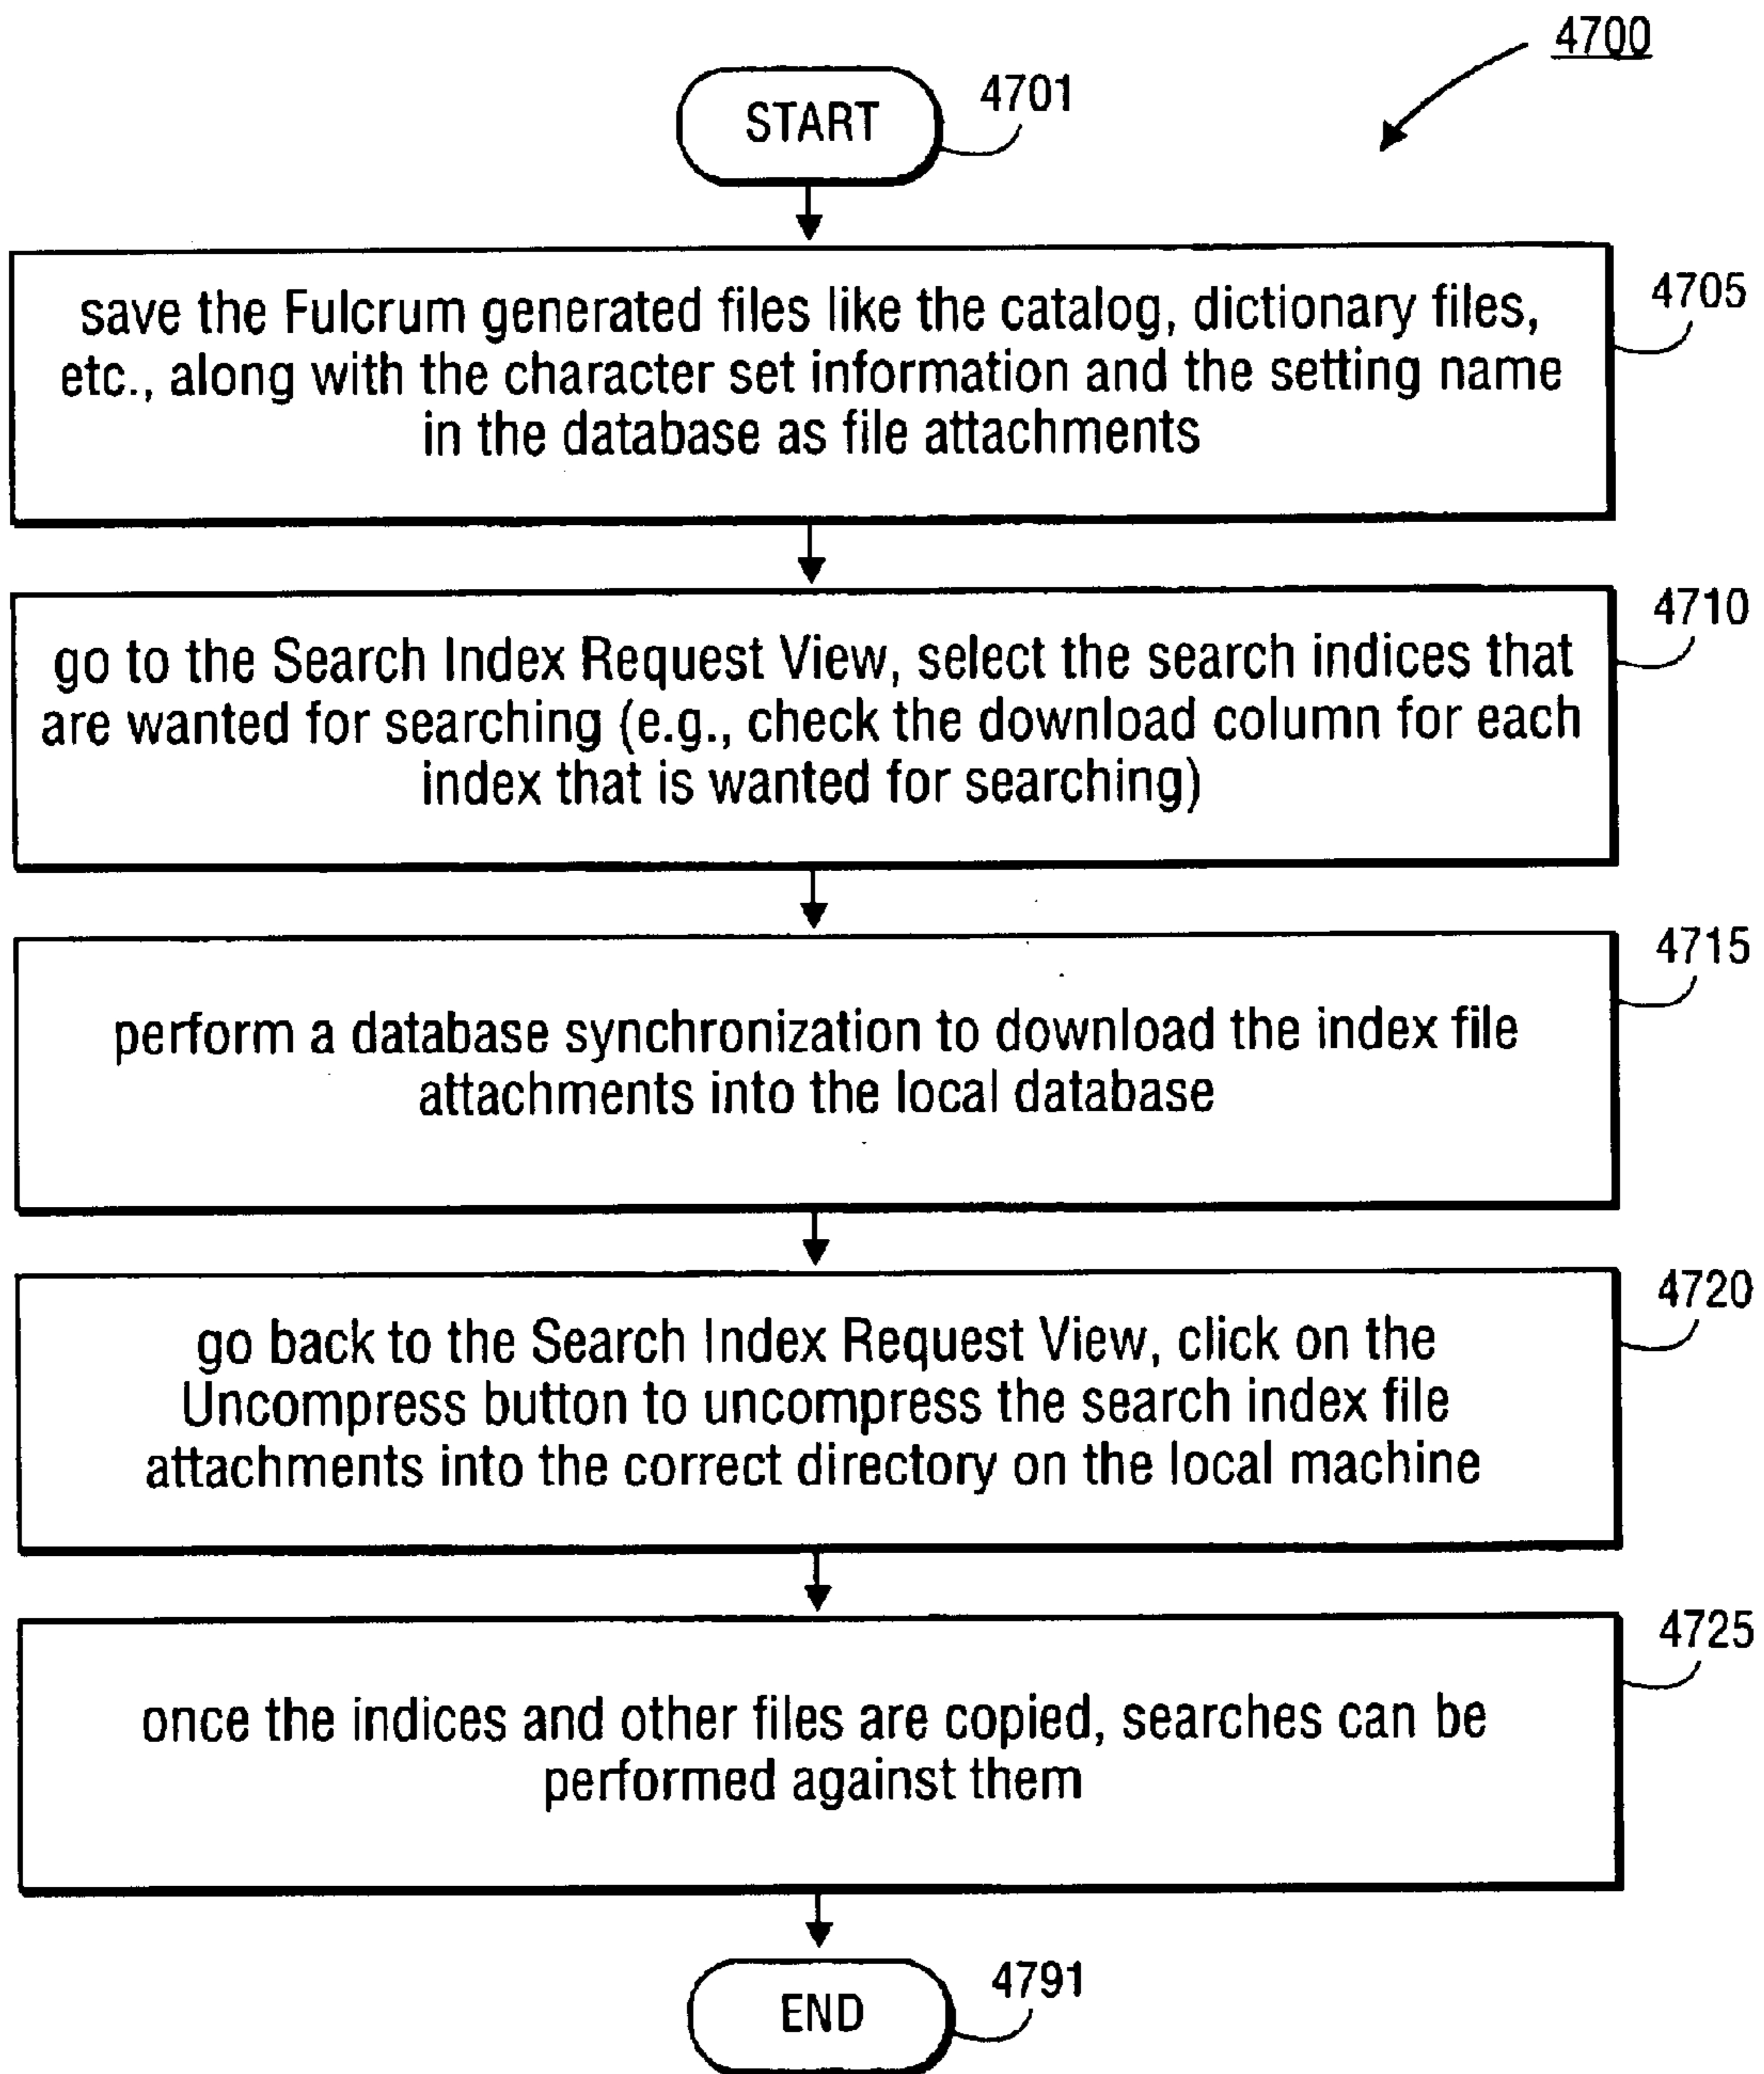 4700
START
4701
save the Fulcrum generated files like the catalog, dictionary files,
etc., along with the character set information and the setting name
in the database as file attachments
4705
go to the Search Index Request View, select the search indices that
are wanted for searching (e.g., check the download column for each
index that is wanted for searching)
4710
perform a database synchronization to download the index file
attachments into the local database
4715
go back to the Search Index Request View, click on the
Uncompress button to uncompress the search index file
attachments into the correct directory on the local machine
4720
once the indices and other files are copied, searches can be
performed against them
4725
END
4791